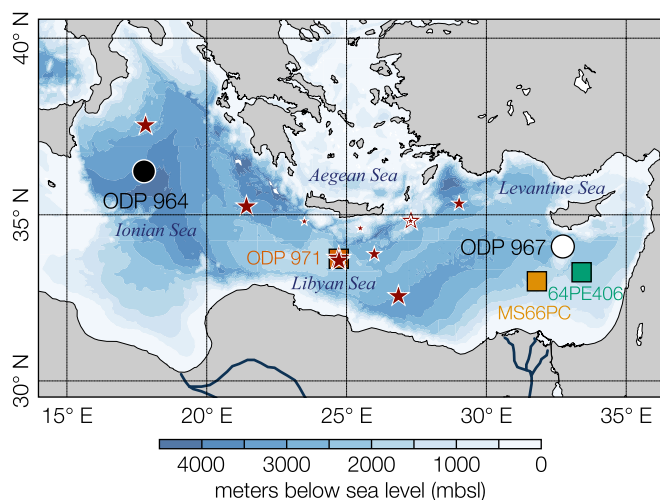 40° N
Aegean Sea
Levantine Sea
ODP 964
35° N
Ionian Sea
ODP 967
ODP 971
Libyan Sea
64PE406
MS66PC
30° N
15° E 20° E 25° E 30° E 35° E
4000 3000 2000 1000 0
meters below sea level (mbsl)